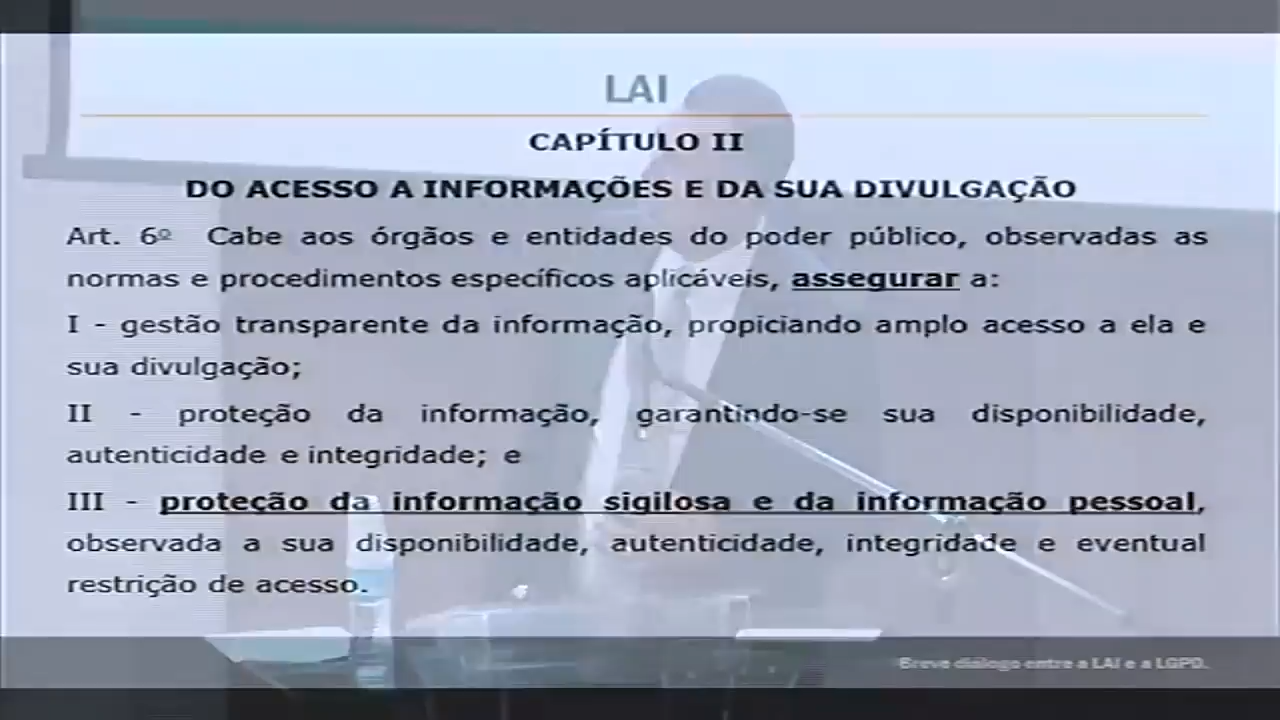 LAI
CAPÍTULO II
DO ACESSO A INFORMAÇÕES E DA SUA DIVULGAÇÃO
Art. 6º Cabe aos órgãos e entidades do poder público, observadas as
normas e procedimentos específicos aplicáveis, assegurar a:
I - gestão transparente da informação, propiciando amplo acesso a ela e
sua divulgação;
II - proteção da informação, garantindo-se sua disponibilidade,
autenticidade e integridade; e
III - proteção da informação sigilosa e da informação pessoal,
observada a sua disponibilidade, autenticidade, integridade e eventual
restrição de acesso.
Breve diálogo entre a LAI e a LGPD.